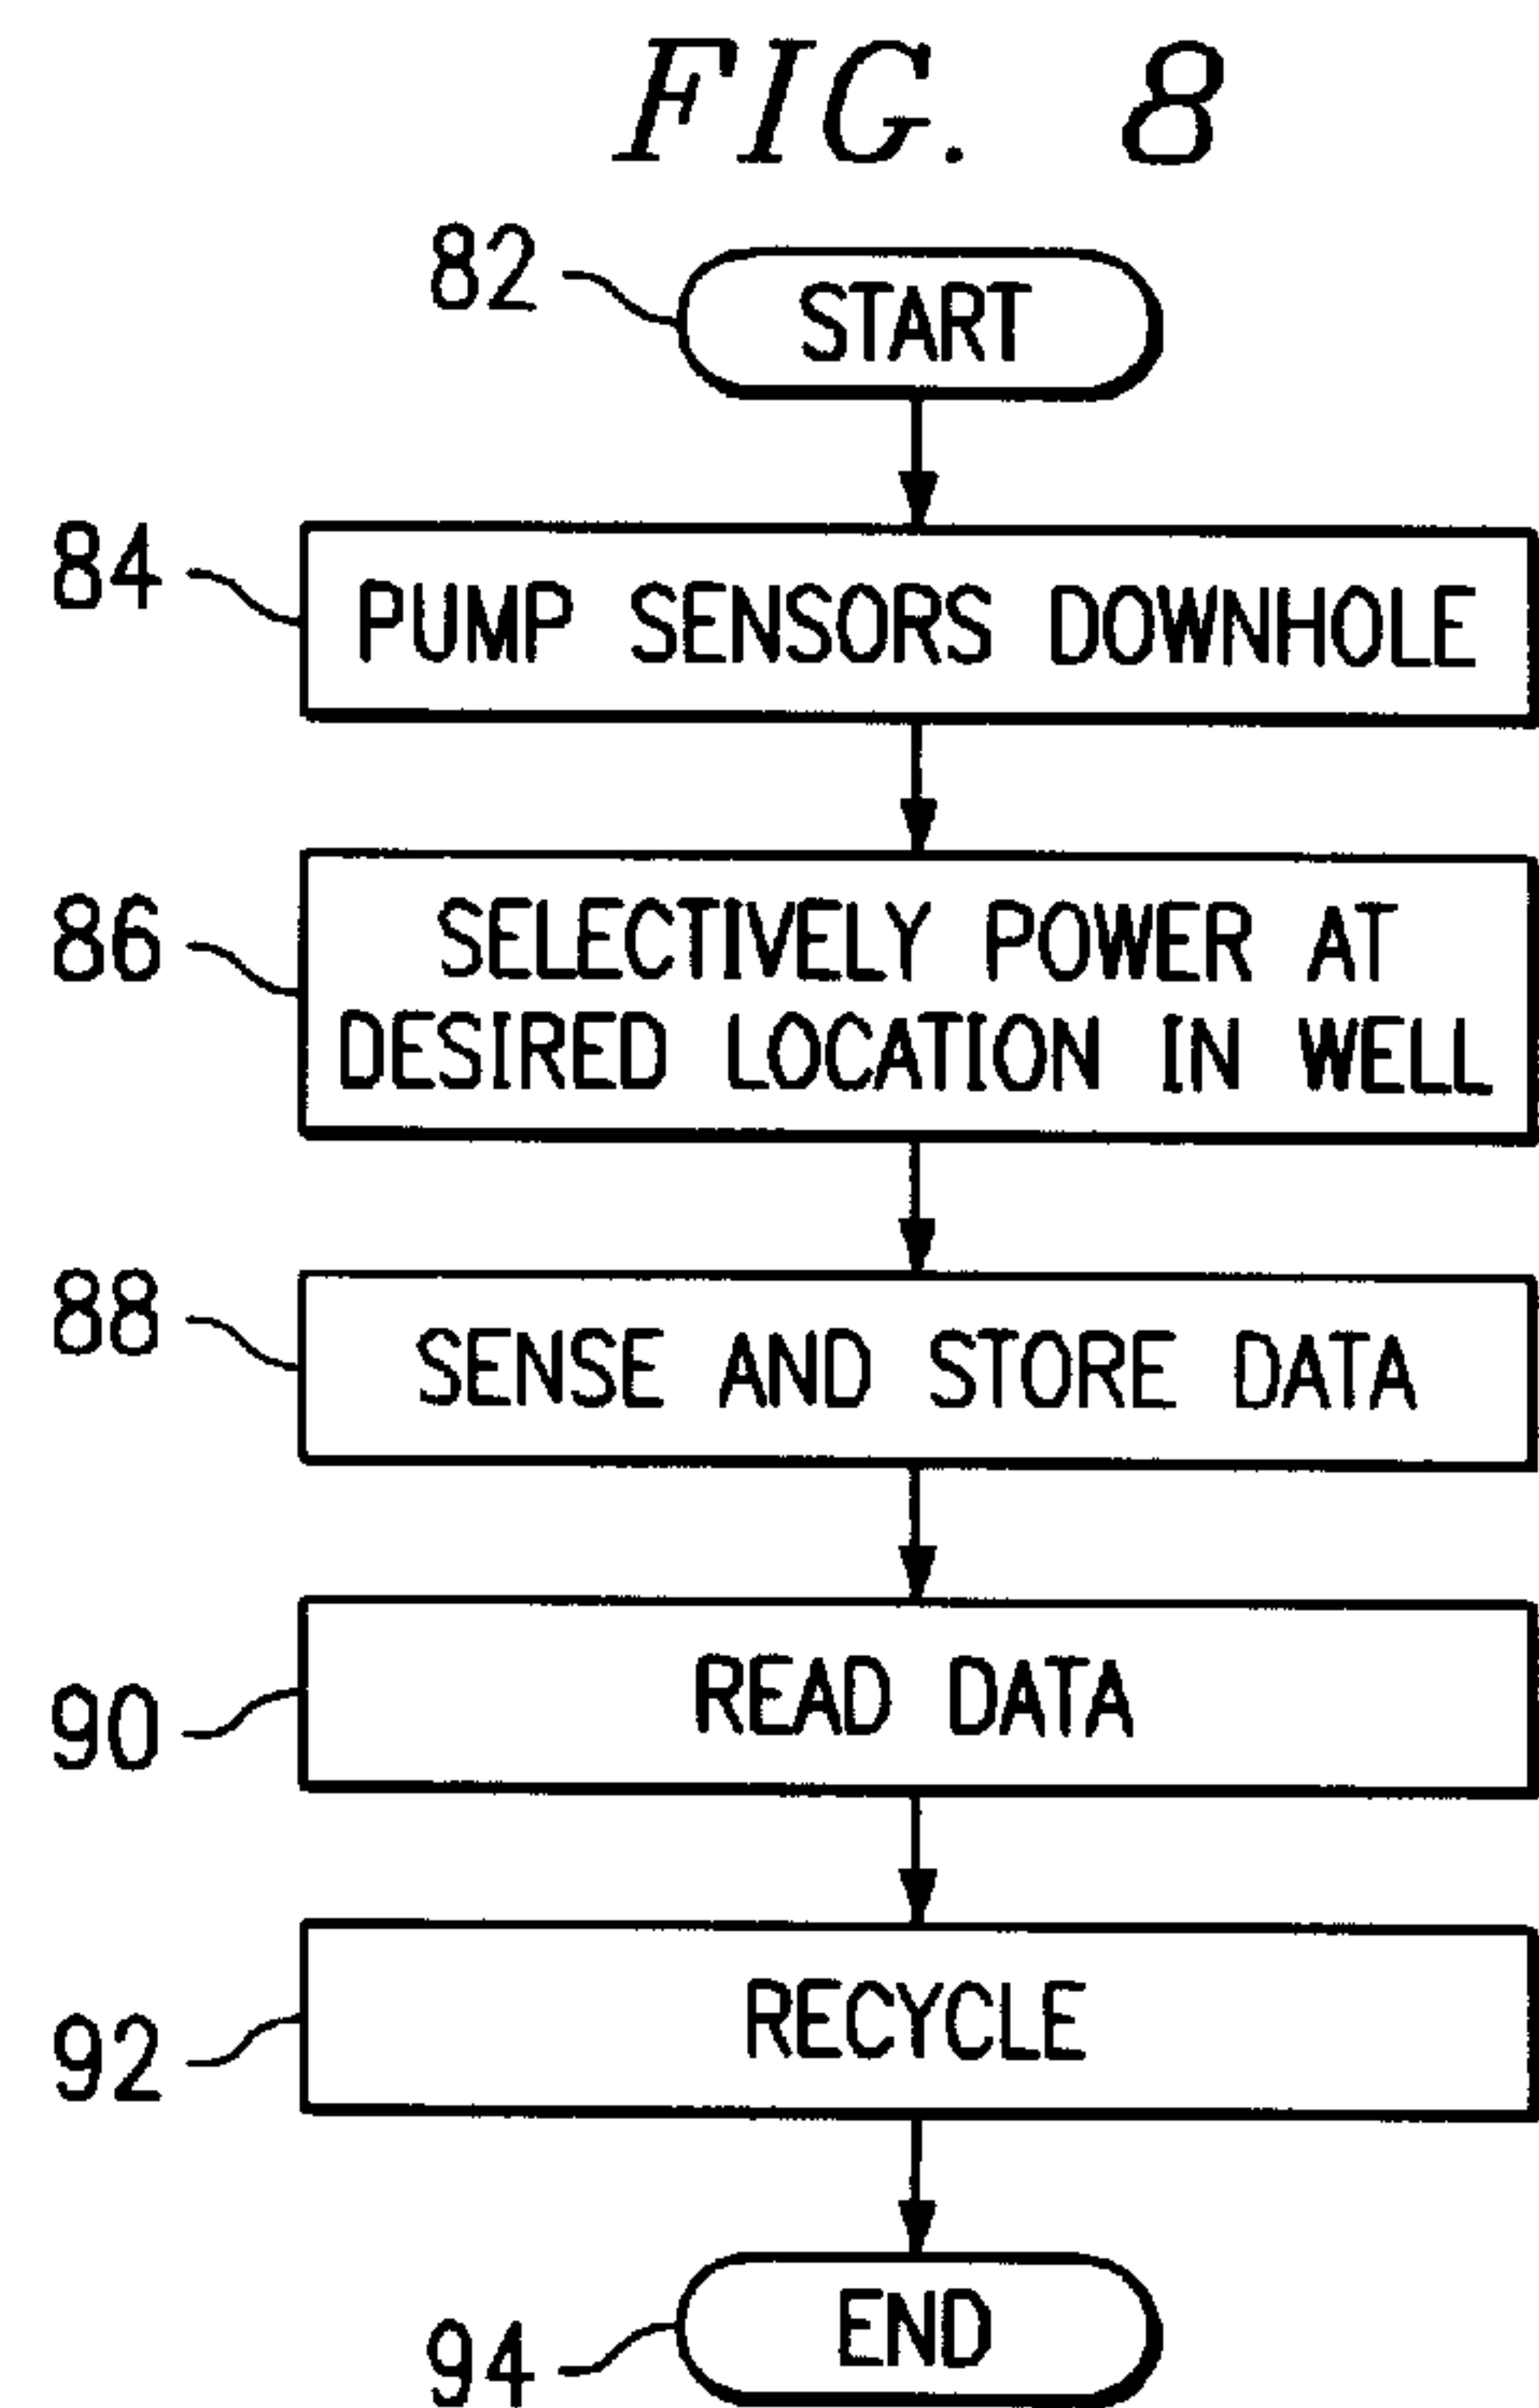 FIG. 8
82
START
84
PUMP SENSORS DOWNHOLE
86
SELECTIVELY POWER AT
DESIRED LOCATION IN WELL
88
SENSE AND STORE DATA
90
READ DATA
92
RECYCLE
94
END